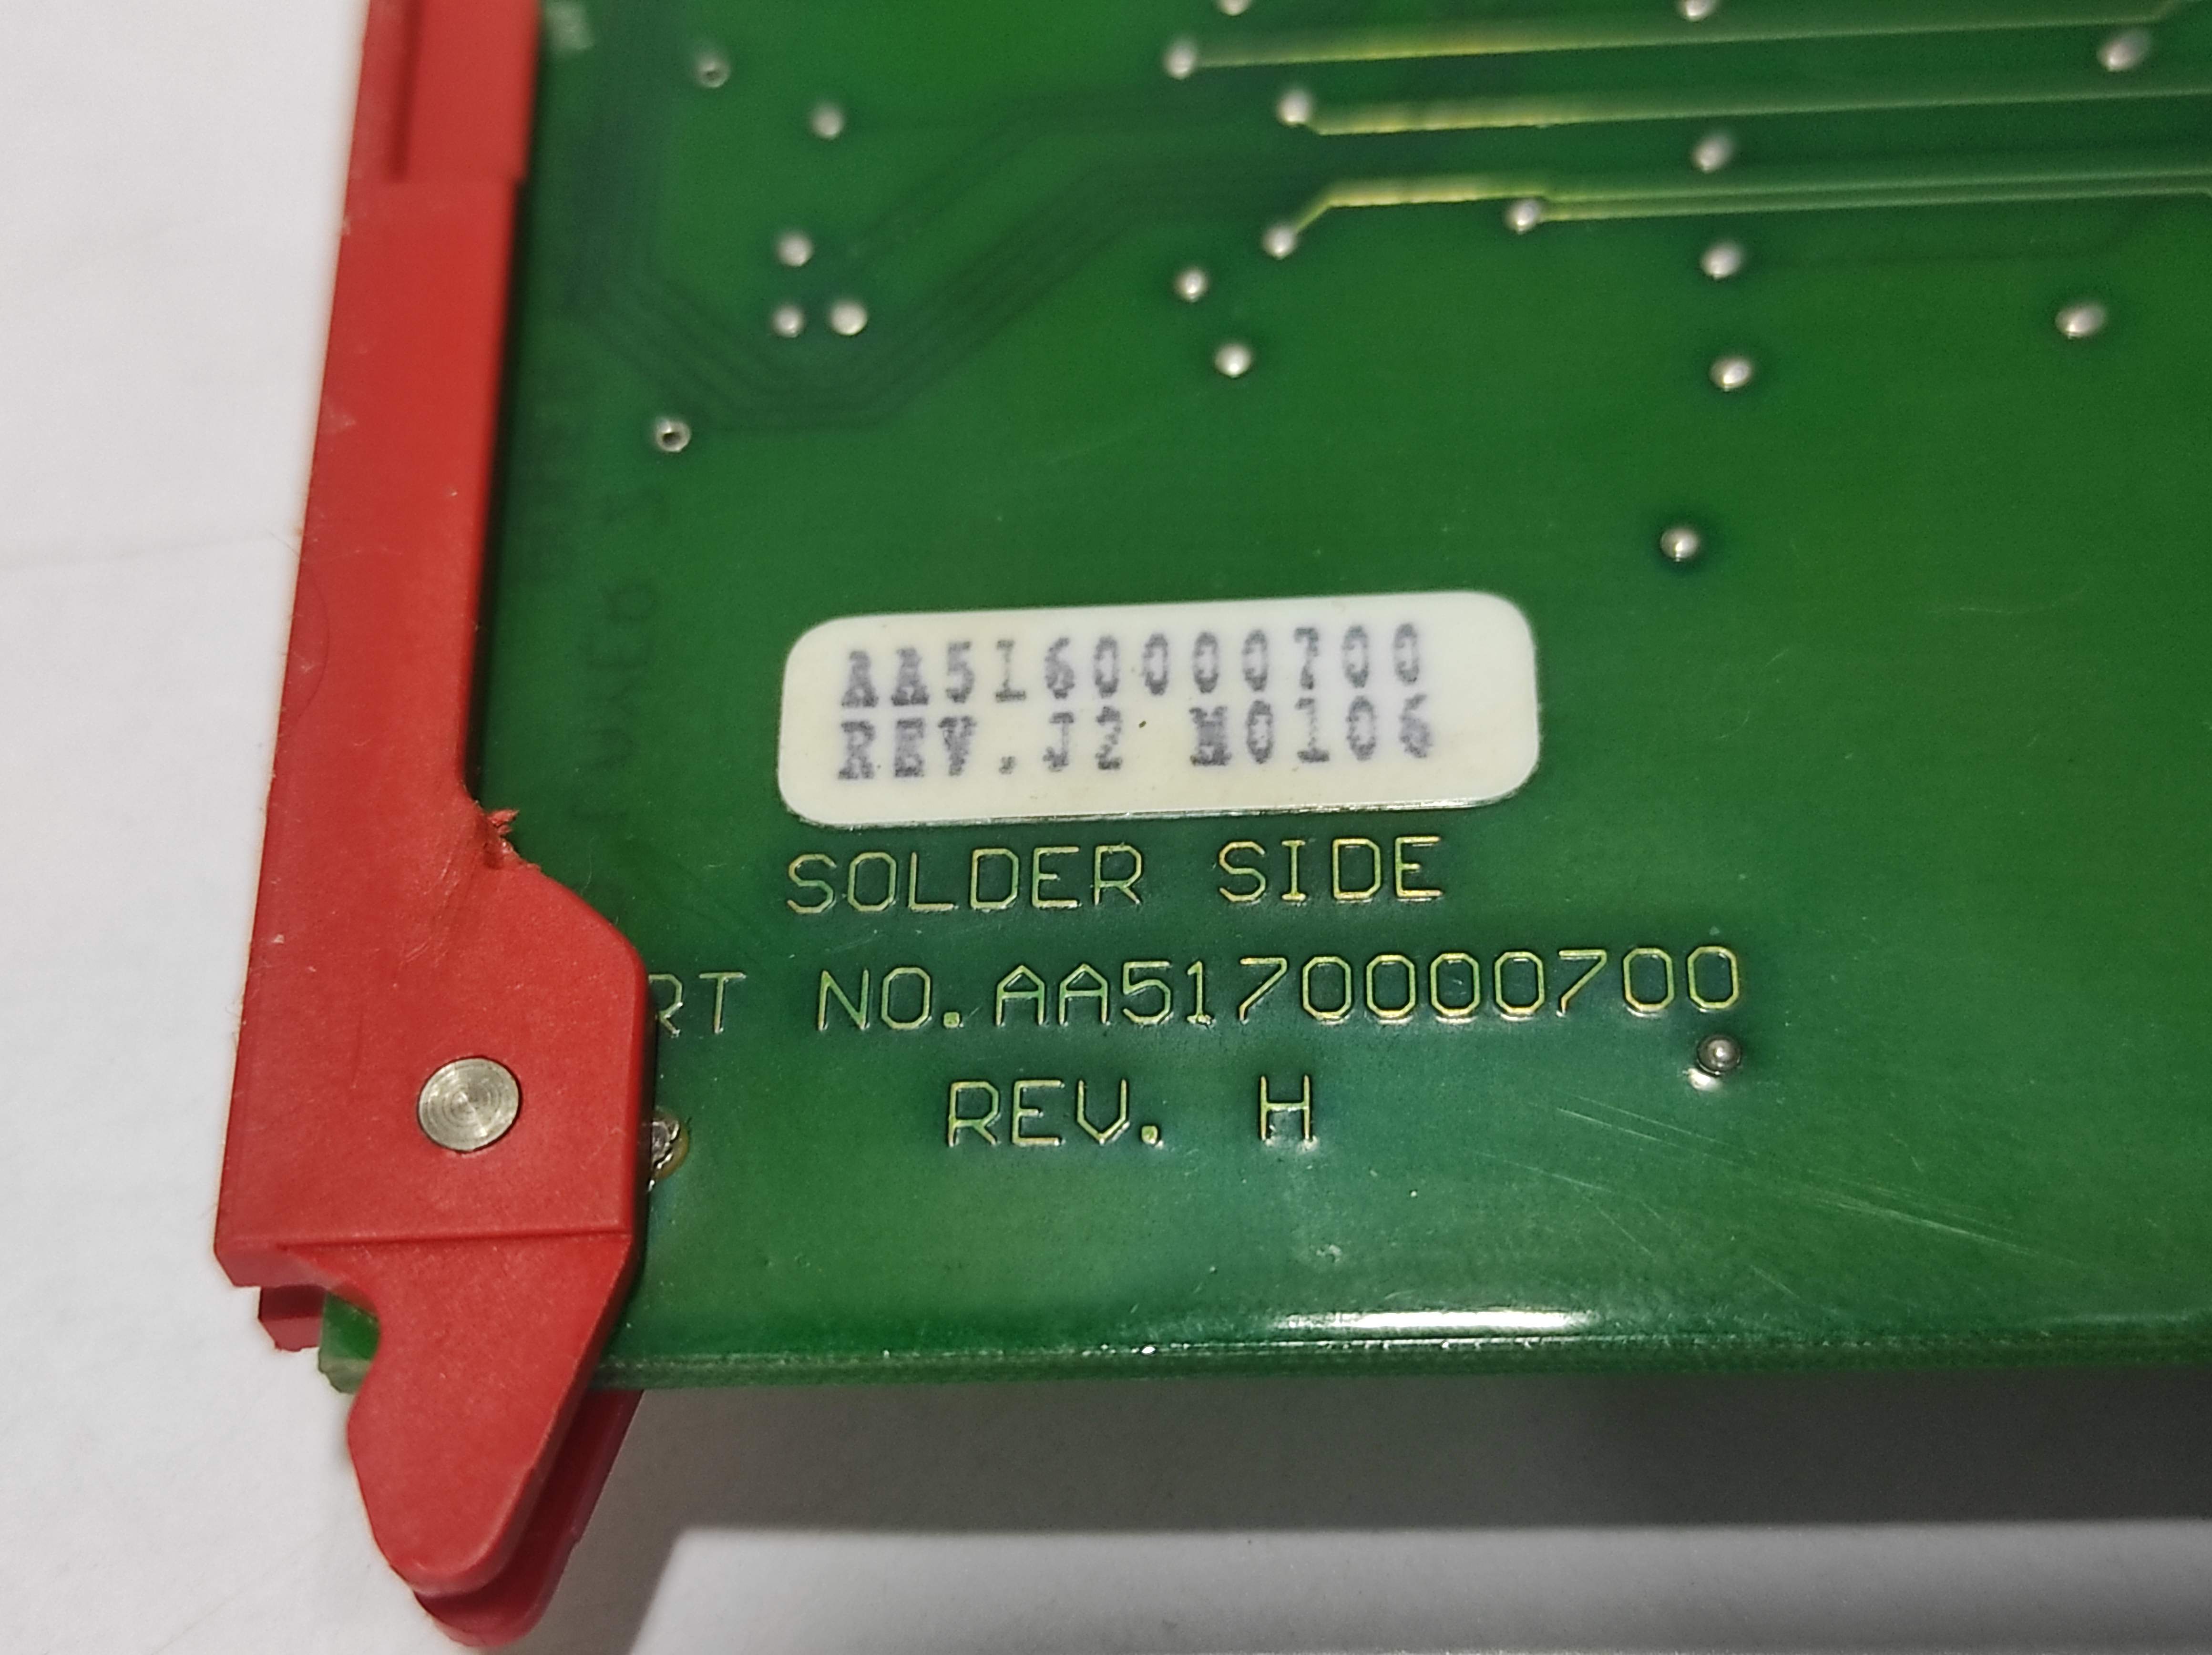 AA5160000700
REV.J2 M0106
SOLDER SIDE
RT NO.AA5170000700
REV. H